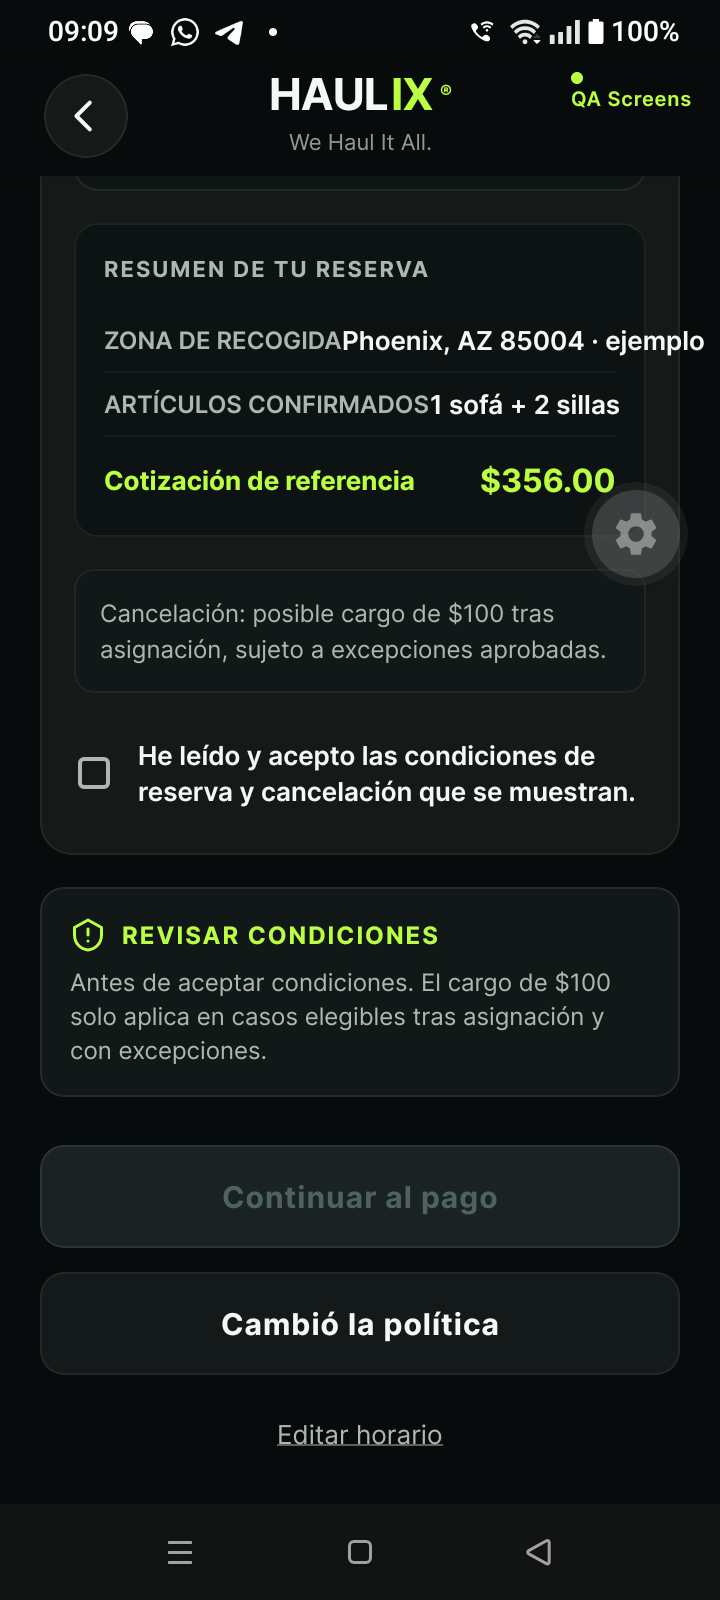 09:09 100%
HAULIX ®
QA Screens
We Haul It All.
RESUMEN DE TU RESERVA
ZONA DE RECOGIDA Phoenix, AZ 85004 · ejemplo
ARTÍCULOS CONFIRMADOS 1 sofá + 2 sillas
Cotización de referencia $356.00
Cancelación: posible cargo de $100 tras
asignación, sujeto a excepciones aprobadas.
He leído y acepto las condiciones de
reserva y cancelación que se muestran.
REVISAR CONDICIONES
Antes de aceptar condiciones. El cargo de $100
solo aplica en casos elegibles tras asignación y
con excepciones.
Continuar al pago
Cambió la política
Editar horario